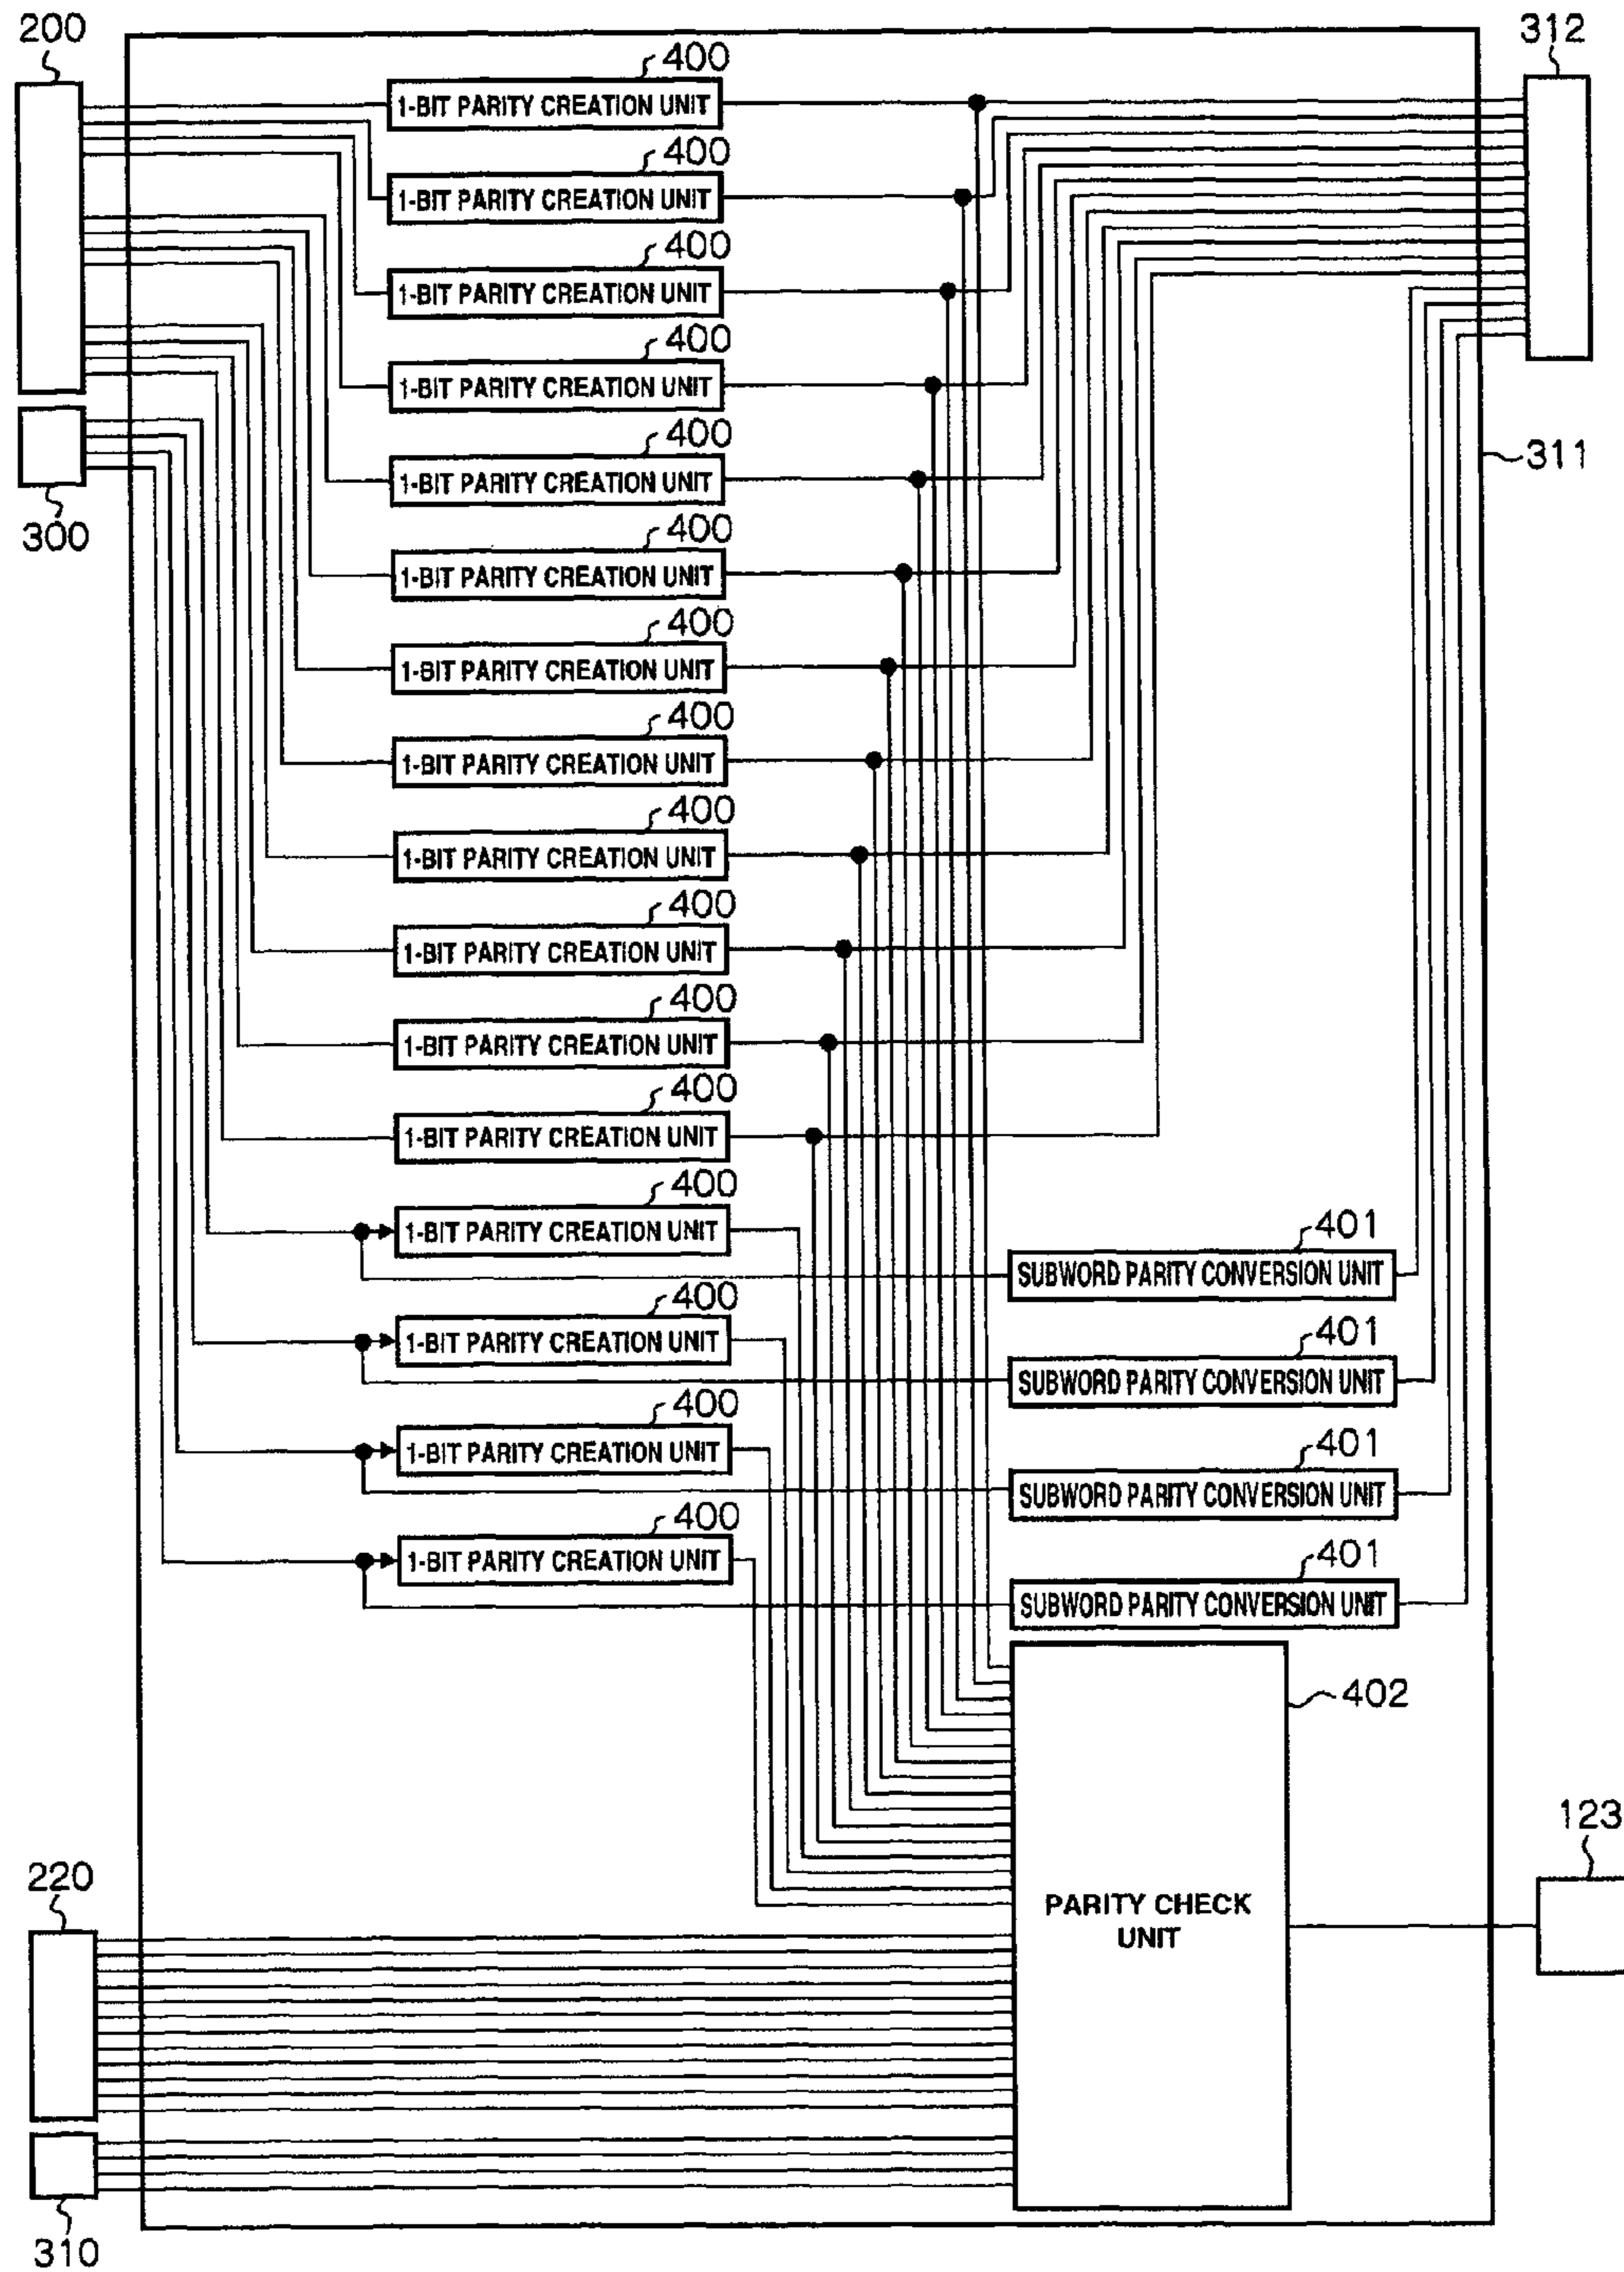 200
312
400
1-BIT PARITY CREATION UNIT
400
1-BIT PARITY CREATION UNIT
400
1-BIT PARITY CREATION UNIT
400
1-BIT PARITY CREATION UNIT
400
1-BIT PARITY CREATION UNIT
311
300
400
1-BIT PARITY CREATION UNIT
400
1-BIT PARITY CREATION UNIT
400
1-BIT PARITY CREATION UNIT
400
1-BIT PARITY CREATION UNIT
400
1-BIT PARITY CREATION UNIT
400
1-BIT PARITY CREATION UNIT
400
1-BIT PARITY CREATION UNIT
400
1-BIT PARITY CREATION UNIT
401
SUBWORD PARITY CONVERSION UNIT
400
1-BIT PARITY CREATION UNIT
401
SUBWORD PARITY CONVERSION UNIT
400
1-BIT PARITY CREATION UNIT
401
SUBWORD PARITY CONVERSION UNIT
400
1-BIT PARITY CREATION UNIT
401
SUBWORD PARITY CONVERSION UNIT
402
123
220
PARITY CHECK
UNIT
310